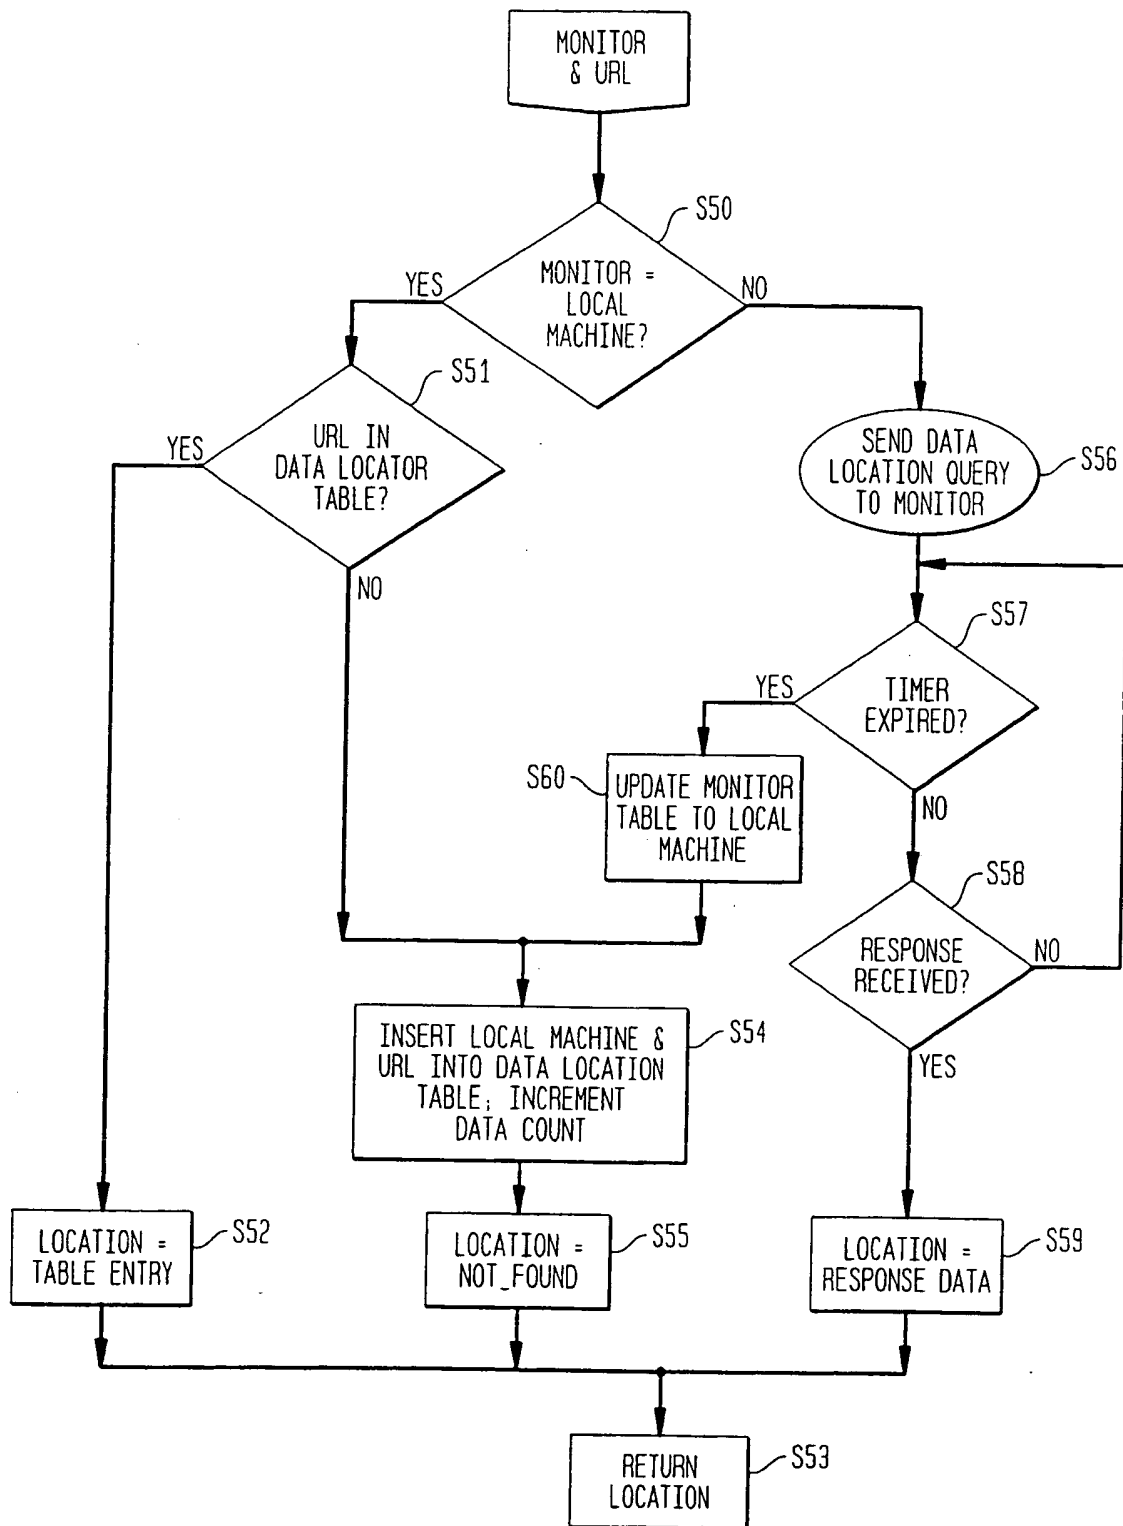 MONITOR
& URL
S50
MONITOR =
LOCAL
MACHINE?
YES
NO
S51
URL IN
DATA LOCATOR
TABLE?
YES
NO
SEND DATA
LOCATION QUERY
TO MONITOR
S56
S57
TIMER
EXPIRED?
YES
NO
S60
UPDATE MONITOR
TABLE TO LOCAL
MACHINE
S58
RESPONSE
RECEIVED?
NO
YES
INSERT LOCAL MACHINE &
URL INTO DATA LOCATION
TABLE; INCREMENT
DATA COUNT
S54
LOCATION =
TABLE ENTRY
S52
LOCATION =
NOT_FOUND
S55
LOCATION =
RESPONSE DATA
S59
RETURN
LOCATION
S53